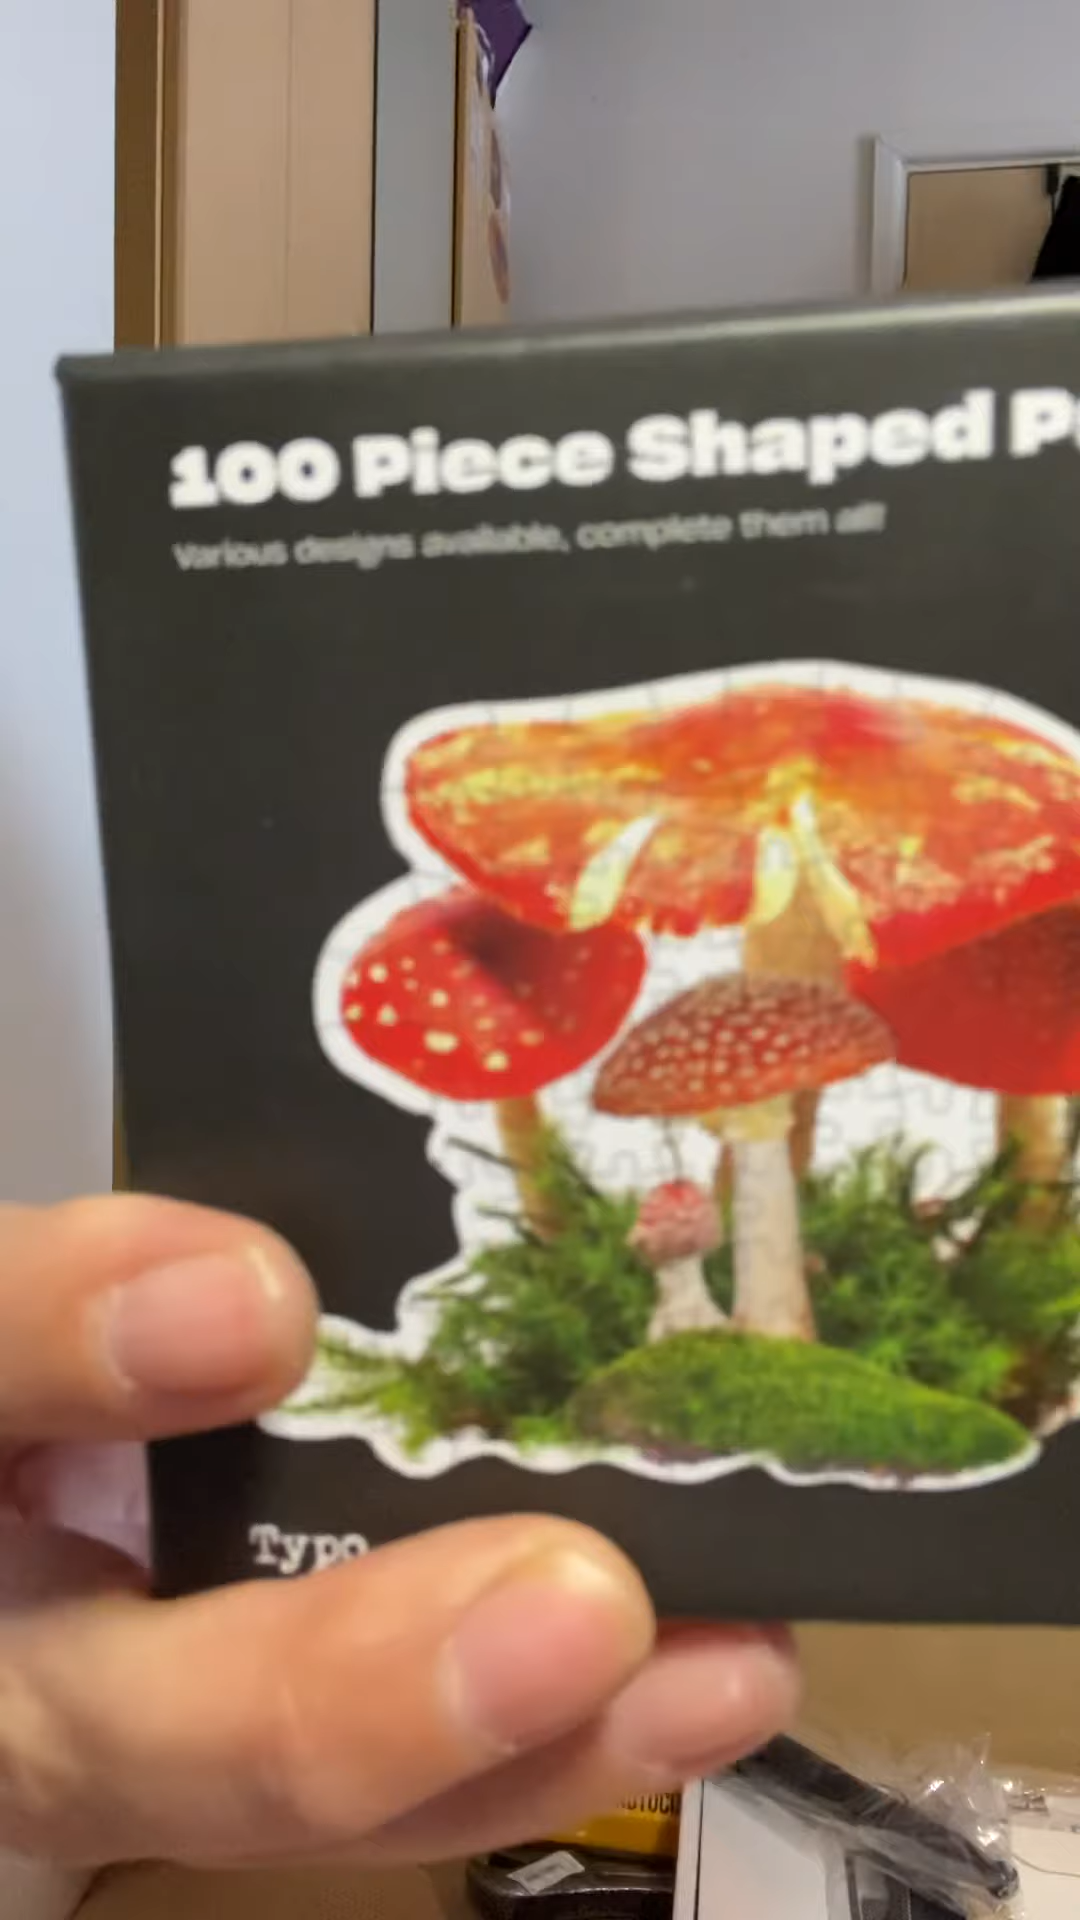 100 Piece Shaped P
Various designs available, complete them all!
Typo